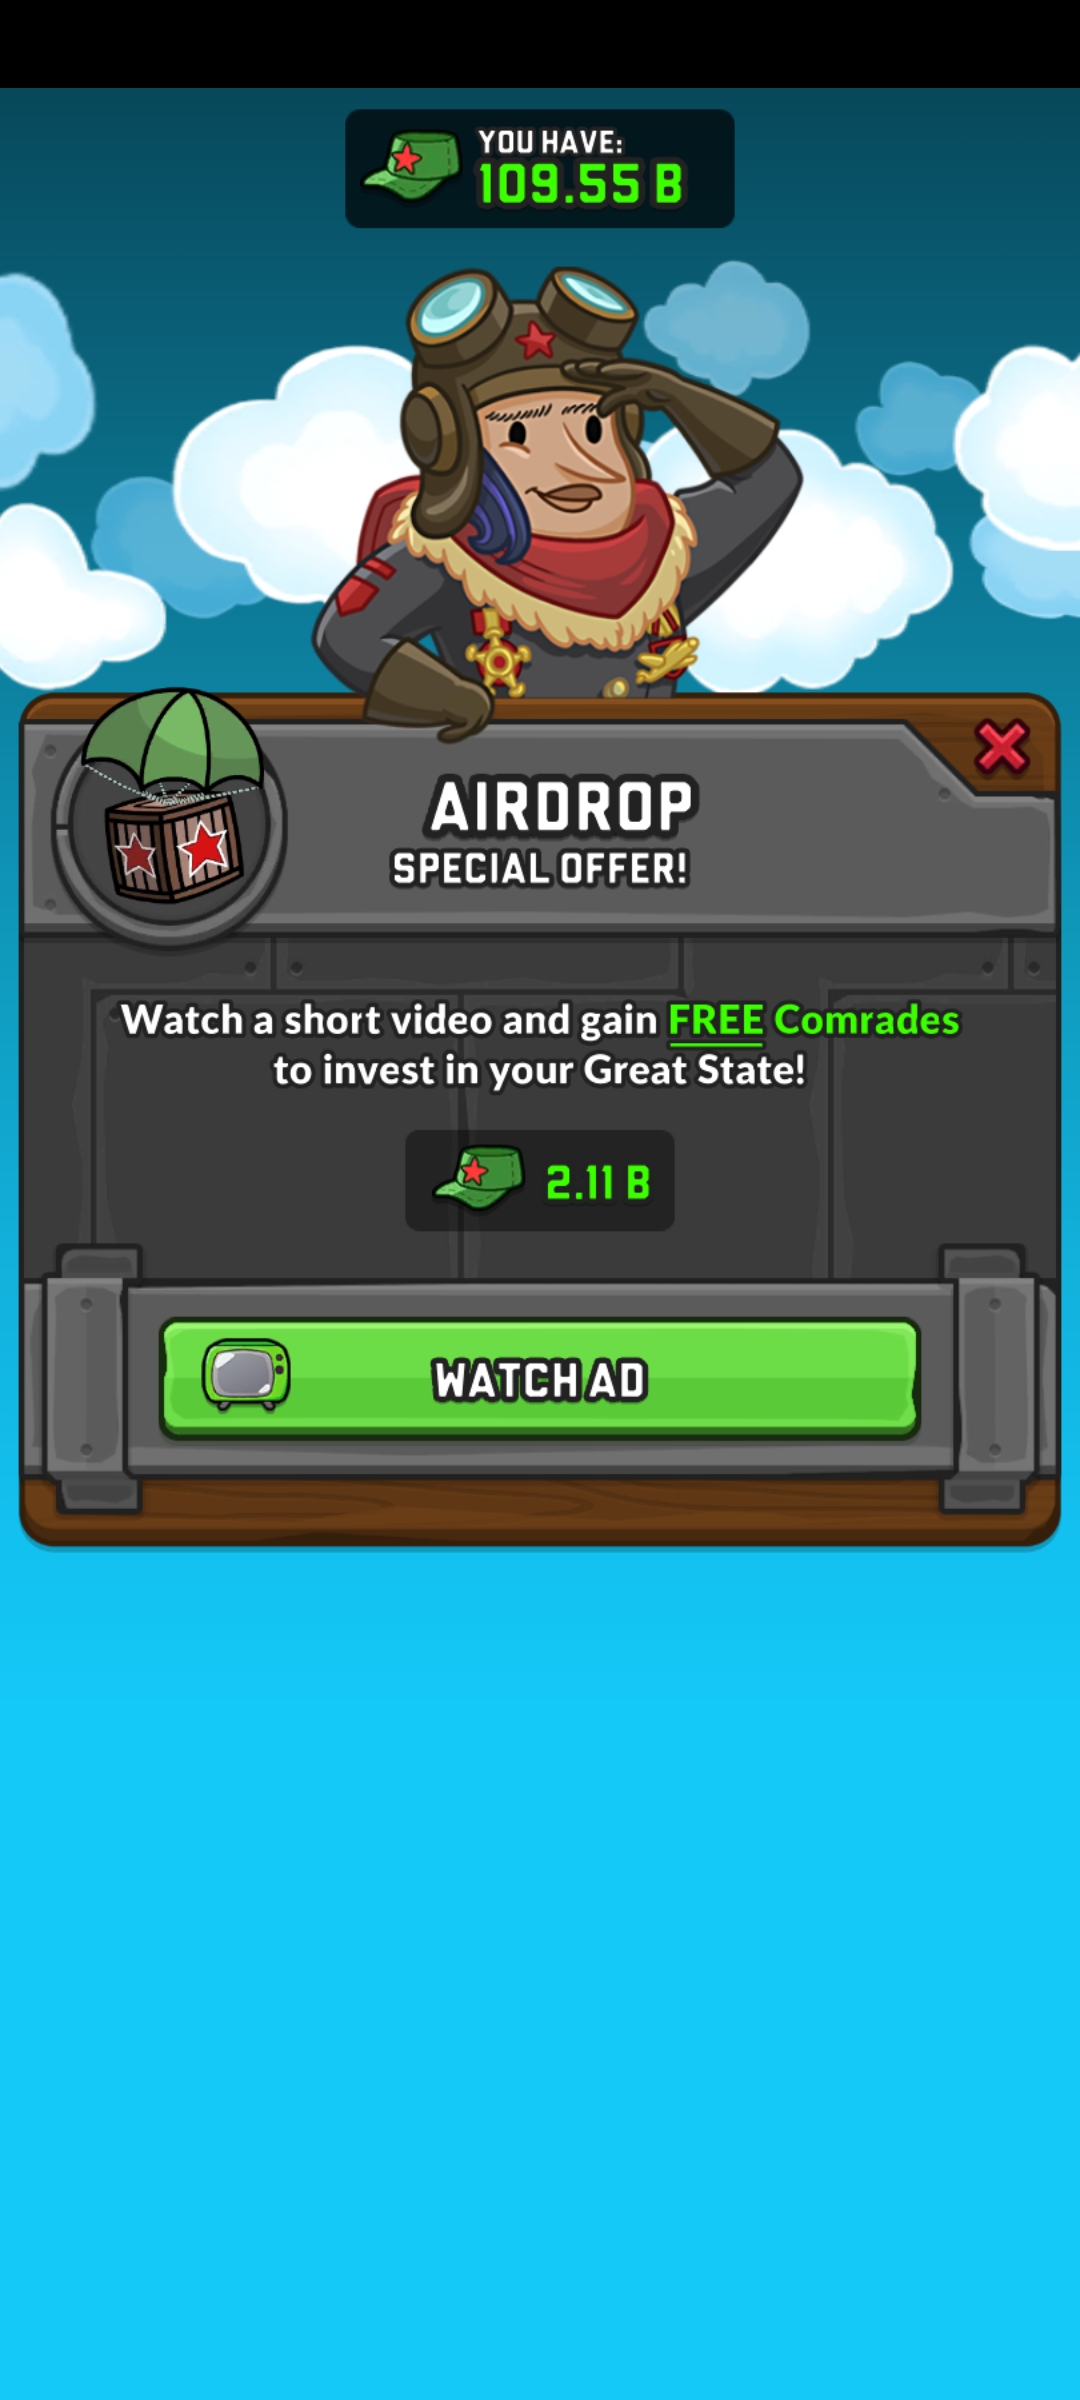 YOU HAVE:
109.55 B
AIRDROP
SPECIAL OFFER!
Watch a short video and gain FREE Comrades
to invest in your Great State!
2.11 B
WATCH AD